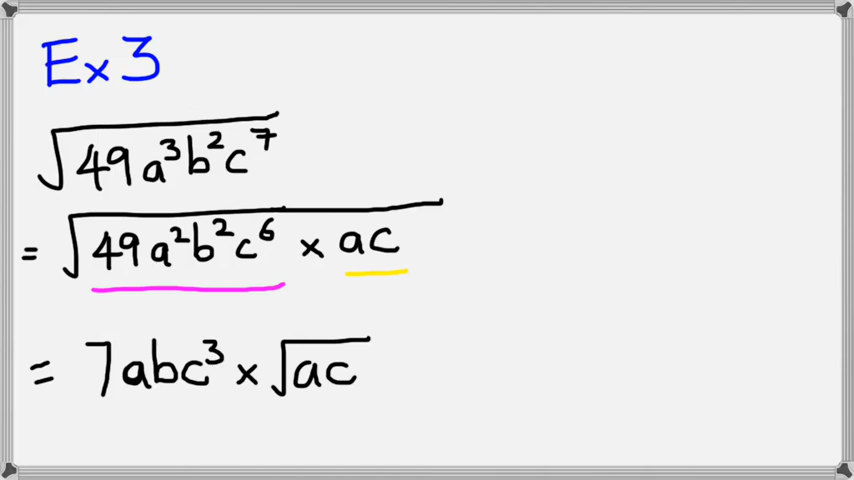 Ex 3
√49a³b²c⁷
= √49a²b²c⁶ × ac
= 7abc³ × √ac